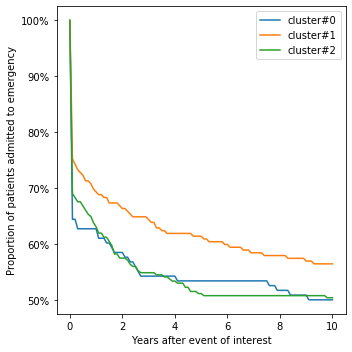 100%
90%
80%
70%
60%
50%
Proportion of patients admitted to emergency
cluster#0
cluster#1
cluster#2
0
2
4
6
8
10
Years after event of interest